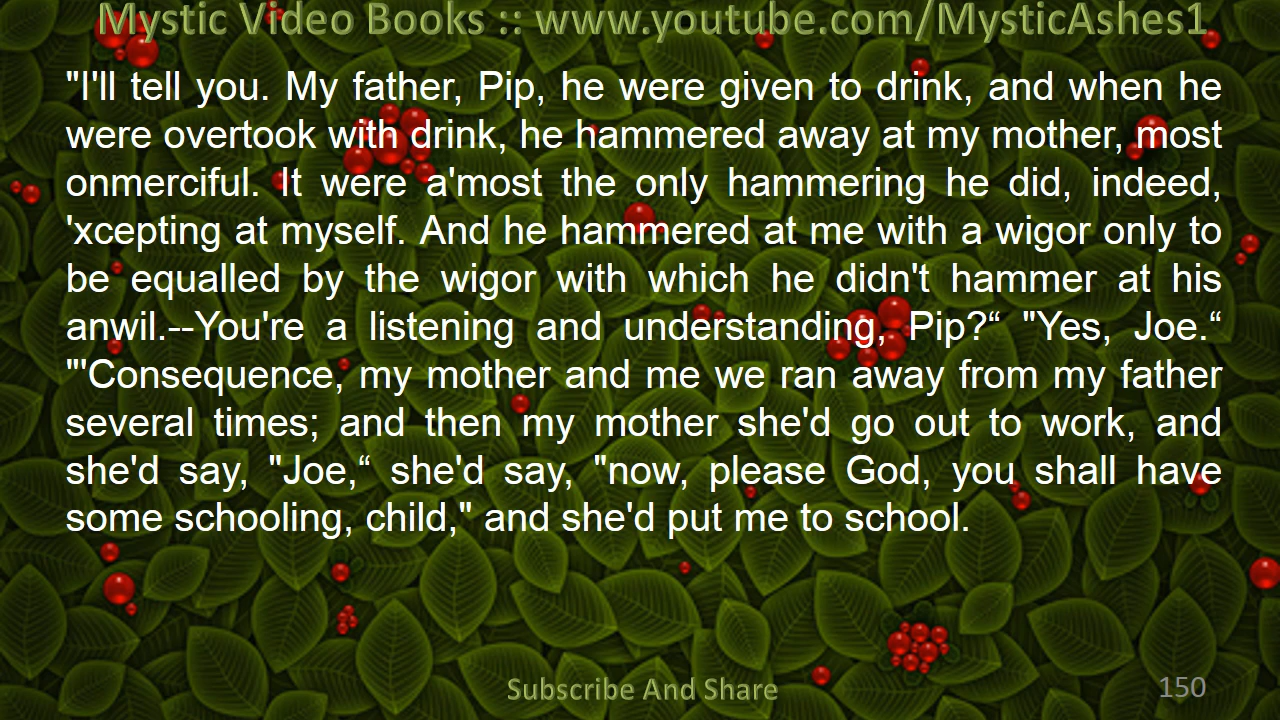 Mystic Video Books :: www.youtube.com/MysticAshes1
"I'll tell you. My father, Pip, he were given to drink, and when he
were overtook with drink, he hammered away at my mother, most
onmerciful. It were a'most the only hammering he did, indeed,
'xcepting at myself. And he hammered at me with a wigor only to
be equalled by the wigor with which he didn't hammer at his
anwil.--You're a listening and understanding, Pip?“ "Yes, Joe.“
"'Consequence, my mother and me we ran away from my father
several times; and then my mother she'd go out to work, and
she'd say, "Joe,“ she'd say, "now, please God, you shall have
some schooling, child," and she'd put me to school.
Subscribe And Share
150